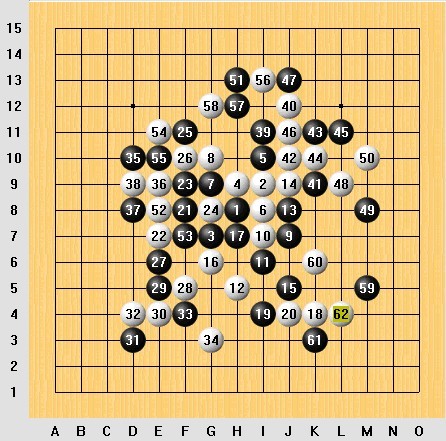 15
14
13 51 56 47
12 58 57 40
11 54 25 39 46 43 45
10 35 55 26 8 5 42 44 50
9 38 36 23 7 4 2 14 41 48
8 37 52 21 24 1 6 13 49
7 22 53 3 17 10 9
6 27 16 11 60
5 29 28 12 15 59
4 32 30 33 19 20 18 62
3 31 34 61
2
1
A B C D E F G H I J K L M N O